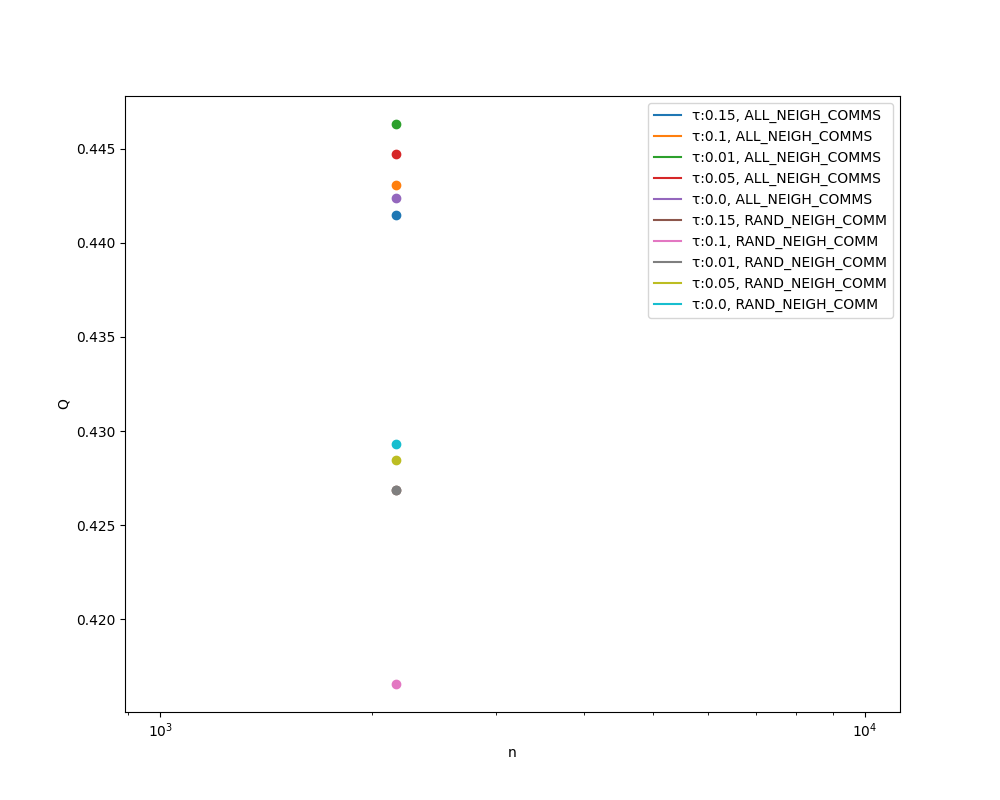 0.445
0.440
0.435
0.430
0.425
0.420
Q
10³
10⁴
n
τ:0.15, ALL_NEIGH_COMMS
τ:0.1, ALL_NEIGH_COMMS
τ:0.01, ALL_NEIGH_COMMS
τ:0.05, ALL_NEIGH_COMMS
τ:0.0, ALL_NEIGH_COMMS
τ:0.15, RAND_NEIGH_COMM
τ:0.1, RAND_NEIGH_COMM
τ:0.01, RAND_NEIGH_COMM
τ:0.05, RAND_NEIGH_COMM
τ:0.0, RAND_NEIGH_COMM